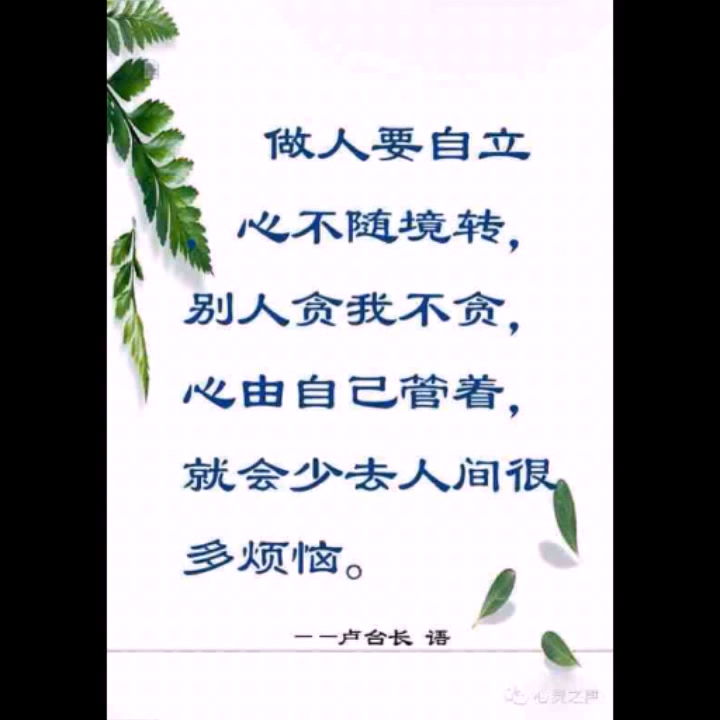 做人要自立
，心不随境转，
别人贪我不贪，
心由自己管着，
就会少去人间很
多烦恼。
——卢台长 语
心灵之声